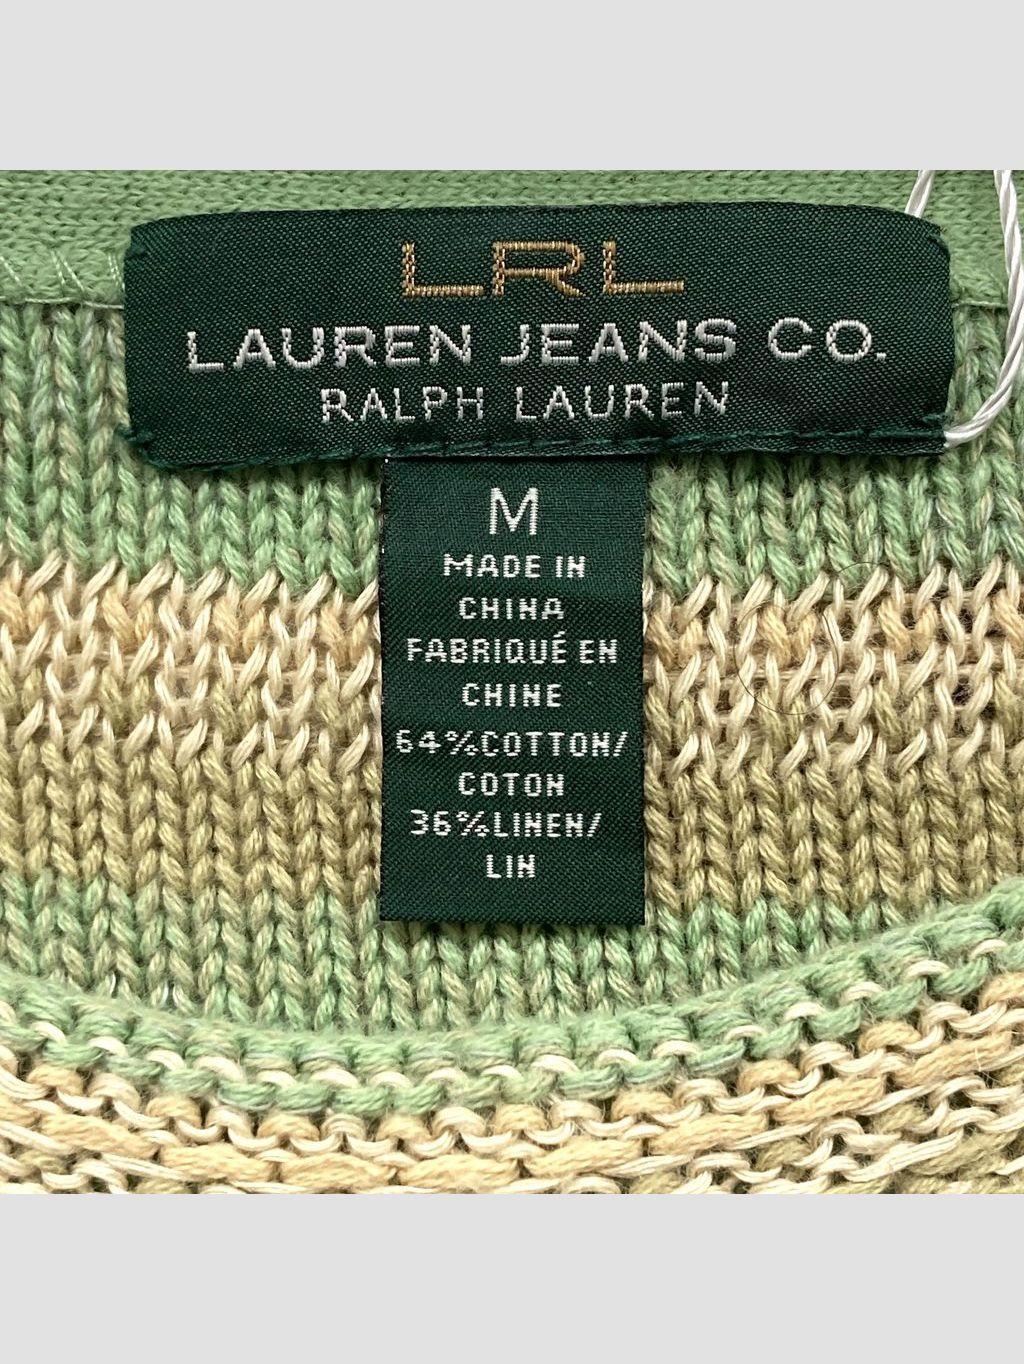 LRL
LAUREN JEANS CO.
RALPH LAUREN
M
MADE IN
CHINA
FABRIQUÉ EN
CHINE
64%COTTON/
COTON
36%LINEN/
LIN